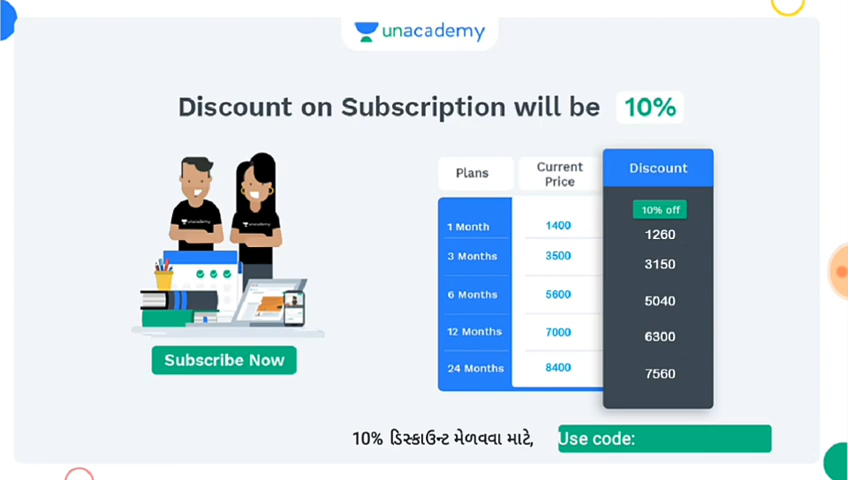 unacademy
Discount on Subscription will be 10%
Plans
Current
Price
Discount
10% off
1 Month 1400 1260
3 Months 3500 3150
6 Months 5600 5040
12 Months 7000 6300
24 Months 8400 7560
unacademy
unacademy
Subscribe Now
10% ડિસ્કાઉન્ટ મેળવવા માટે, Use code: